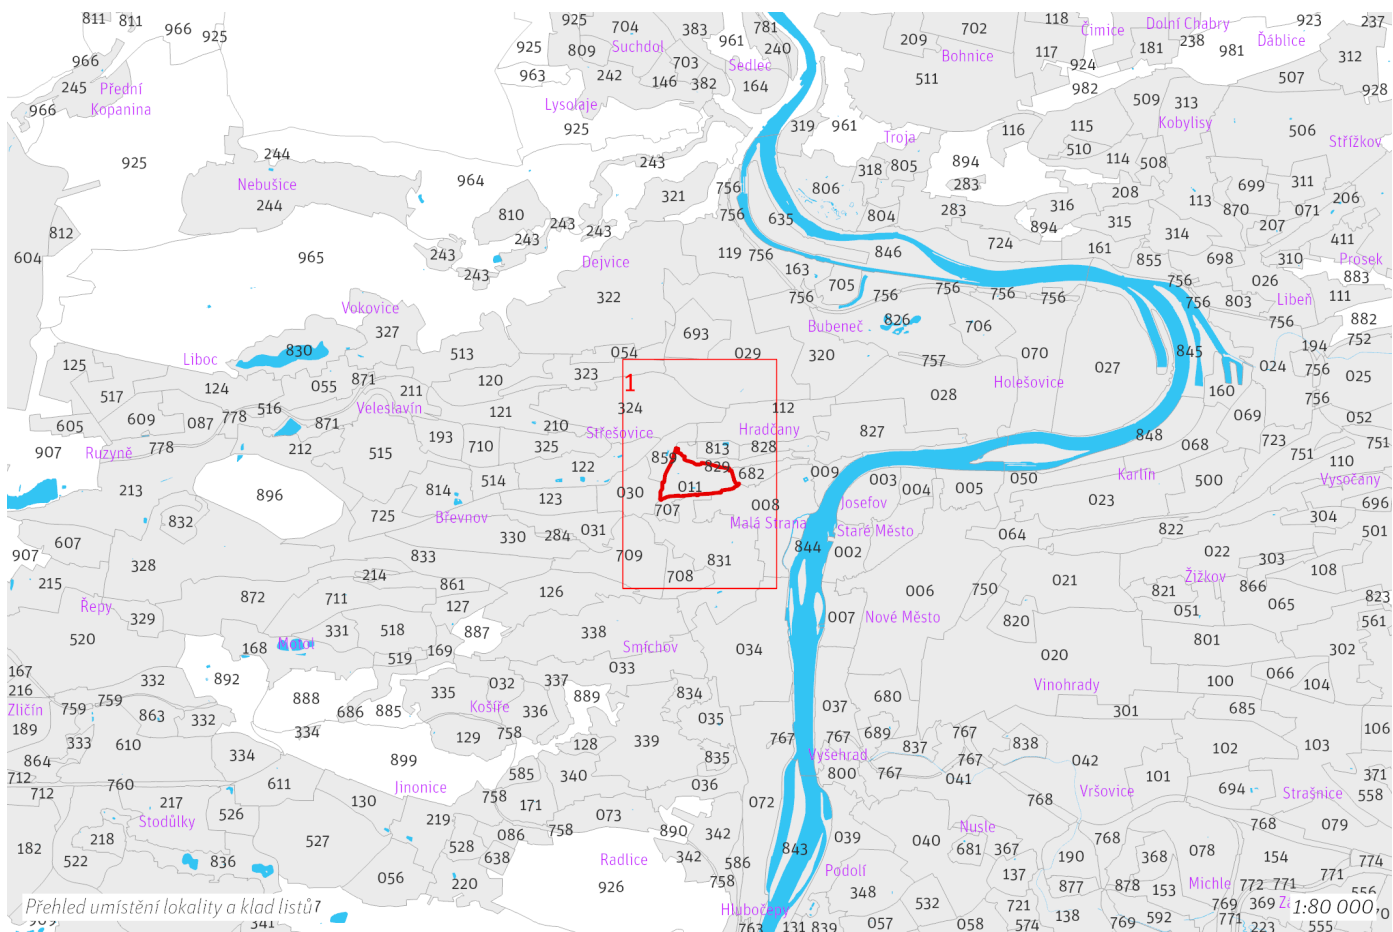 811 811 966 925 925 704 383 781 702 118 Dolní Chabry 923 237
Suchdol 961 209 Čimice 238
925 809 240 Bohnice 117 181 981 Ďáblice 312
966 703 Sedlec 924
245 Přední 963 242 146 382 164 511 982 507 928
966 Kopanina Lysolaje 509 313
925 319 961 116 115 Kobylisy 506
Troja Střížkov
925 244 243 894 510 114 508
964 318 805
Nebušice 756 806 283 208 699 311
244 321 113 206
810 756 635 804 283 316 870 071
812 243 243 894 315 207
243 243 724 314 411
604 965 243 Dejvice 119 756 846 161 855 698 310 Prosek
243 163 705 756 026 883
322 756 756 756 756 756 756 803 Libeň 111
Vokovice 693 Bubeneč 826 706 756 882
327
830 513 054 029 320 757 070 845 194 752
Liboc
125 323 027 024 756 025
124 055 871 120 1 Holešovice
517 211 028 160 756
516 Veleslavín 121 324 112 069 052
609 087 778 871 210 Hradčany
605 193 Střešovice 827 848 723 751
907 Ruzyně 778 212 710 325 813 828 068
515 859 829 751 110
896 514 122 682 009 Karlín Vysočany
213 814 030 011 003 050 500
123 004 005 023 696
832 725 Břevnov 707 008 Josefov 304
031 Malá Strana Staré Město 822 501
607 330 284 064
907 833 709 831 844 002 022 303
328 214 708 Žižkov 108
215 861 021 866
872 711 126 006 750 821 823
Řepy 127 051 065
329 007 Nové Město 820 561
331 518 887 338
520 168 Motol 169 Smíchov 034 801 302
519 033 020
167 892 066
216 332 032 337 Vinohrady 100 104
888 335 889 834 680
Zličín 759 759 686 885 Košíře 336 037 301 685
863 332 035
189 334 129 758 767 767 689 767 106
333 610 128 339 837 838 102 103
864 334 899 835 Vyšehrad 767 042
712 760 611 585 340 800 767 041 101 371
712 Jinonice 036
217 130 758 171 072 768 Vršovice 694 Strašnice 558
526 073
Stodůlky 219 758 890 342 Nusle 768 768 079
218 527 086 039 040
182 528 843 681 367 190 368 078 154
522 836 638 Radlice 342 586 Podolí 137 774
056 220 926 758 348 877 878 153 Michle 772 771 771
532 721 769 369 556
Přehled umístění lokality a klad listů Hlubočepy 138 1:80 000
341 763 131 839 057 058 574 769 592 771 223 555